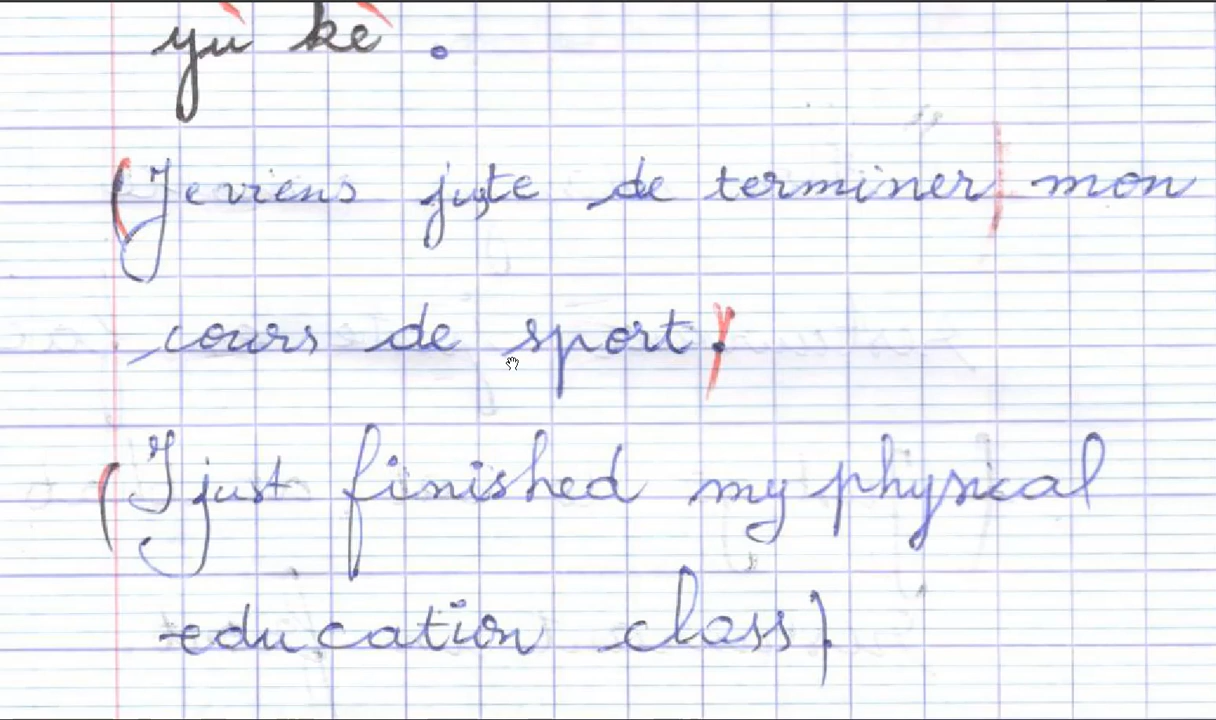 yù kè.
(Je viens juste de terminer) mon
cours de sport.)
(I just finished my physical
education class)